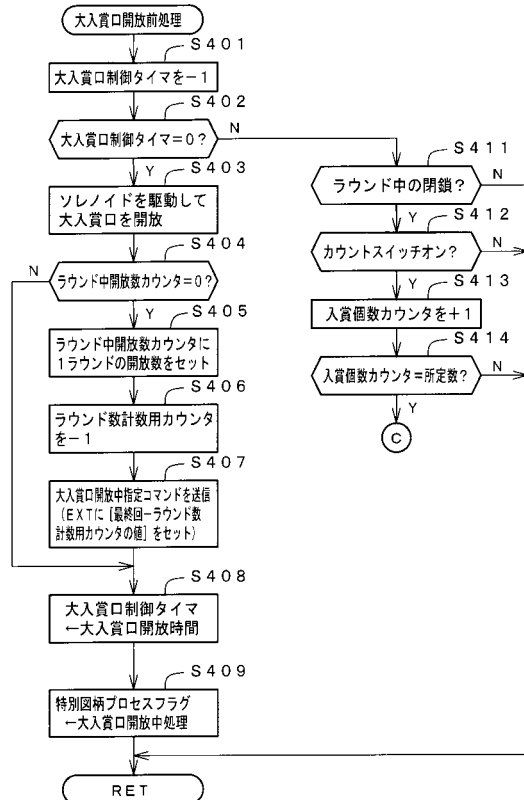 大入賞口開放前処理
S401
大入賞口制御タイマを−1
S402
大入賞口制御タイマ=0?
N
Y
S403
ソレノイドを駆動して
大入賞口を開放
S404
ラウンド中開放数カウンタ=0?
N
Y
S405
ラウンド中開放数カウンタに
1ラウンドの開放数をセット
S406
ラウンド数計数用カウンタ
を−1
S407
大入賞口開放中指定コマンドを送信
(EXTに[最終回−ラウンド数
計数用カウンタの値]をセット)
S408
大入賞口制御タイマ
←大入賞口開放時間
S409
特別図柄プロセスフラグ
←大入賞口開放中処理
RET
S411
ラウンド中の閉鎖?
N
Y
S412
カウントスイッチオン?
N
Y
S413
入賞個数カウンタを+1
S414
入賞個数カウンタ=所定数?
N
Y
C